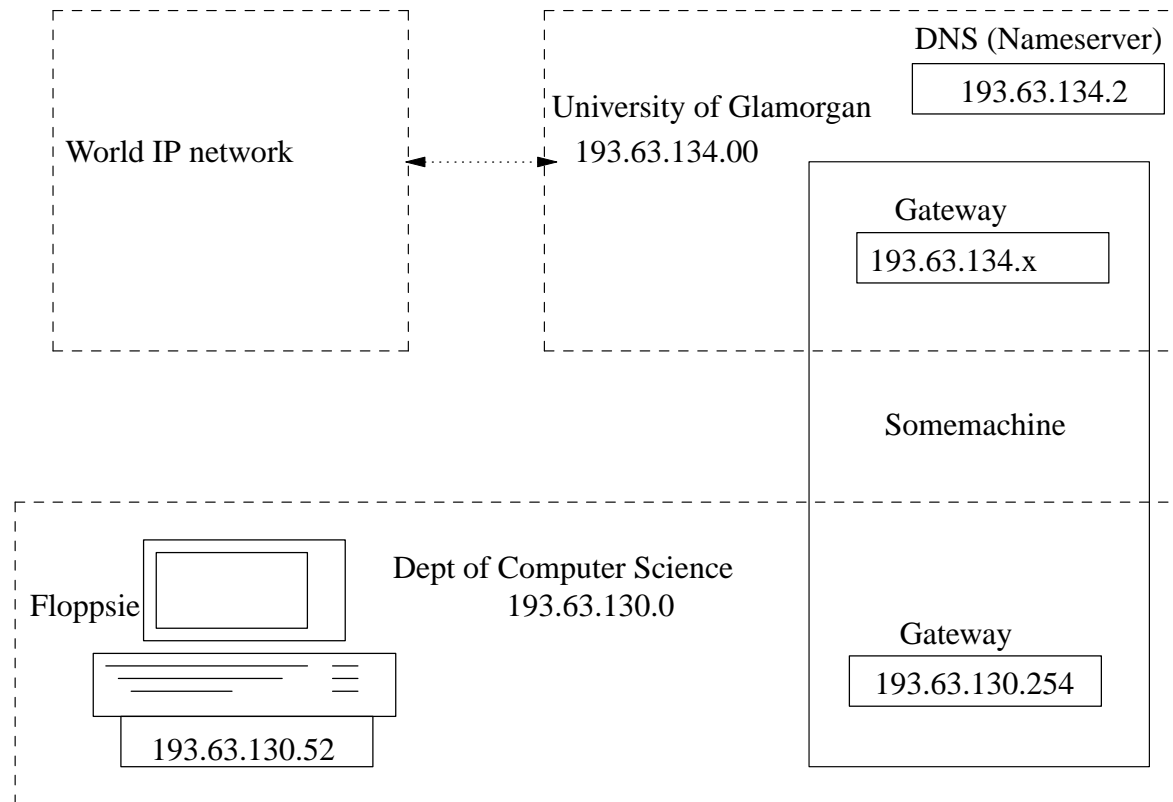 DNS (Nameserver)
193.63.134.2
University of Glamorgan
193.63.134.00
World IP network
Gateway
193.63.134.x
Somemachine
Dept of Computer Science
193.63.130.0
Floppsie
Gateway
193.63.130.254
193.63.130.52